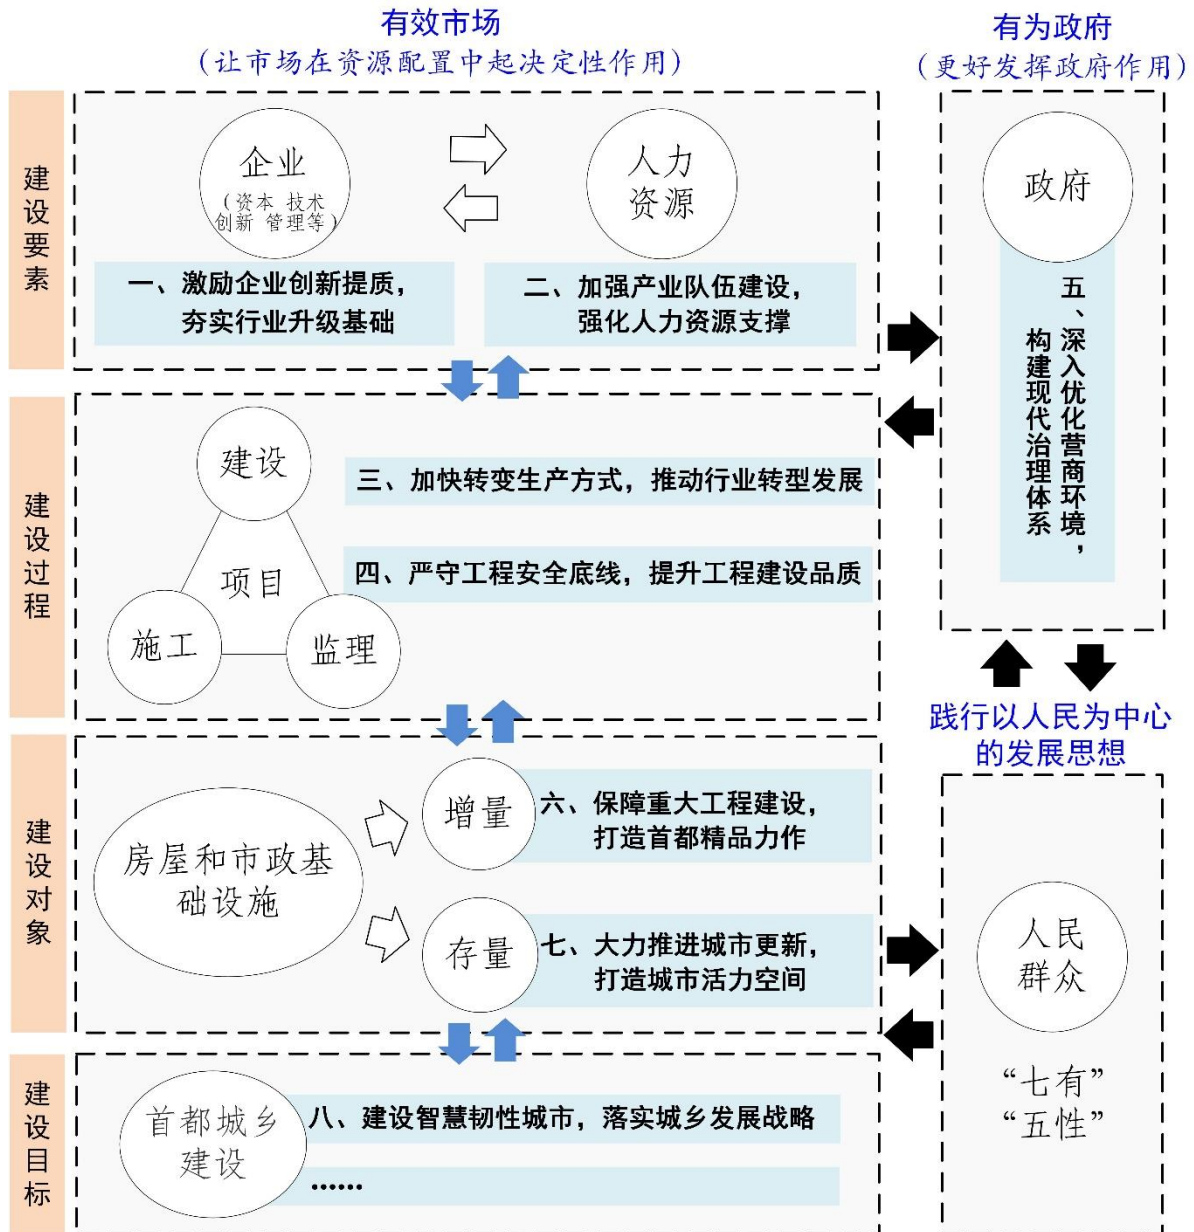 有效市场
（让市场在资源配置中起决定性作用）
有为政府
（更好发挥政府作用）
建设要素
企业
（资本 技术
创新 管理等）
人力
资源
一、激励企业创新提质，
夯实行业升级基础
二、加强产业队伍建设，
强化人力资源支撑
政府
五、深入优化营商环境，
构建现代治理体系
建设过程
建设
项目
施工
监理
三、加快转变生产方式，推动行业转型发展
四、严守工程安全底线，提升工程建设品质
践行以人民为中心
的发展思想
建设对象
房屋和市政基
础设施
增量
六、保障重大工程建设，
打造首都精品力作
存量
七、大力推进城市更新，
打造城市活力空间
人民
群众
“七有”
“五性”
建设目标
首都城乡
建设
八、建设智慧韧性城市，落实城乡发展战略
……